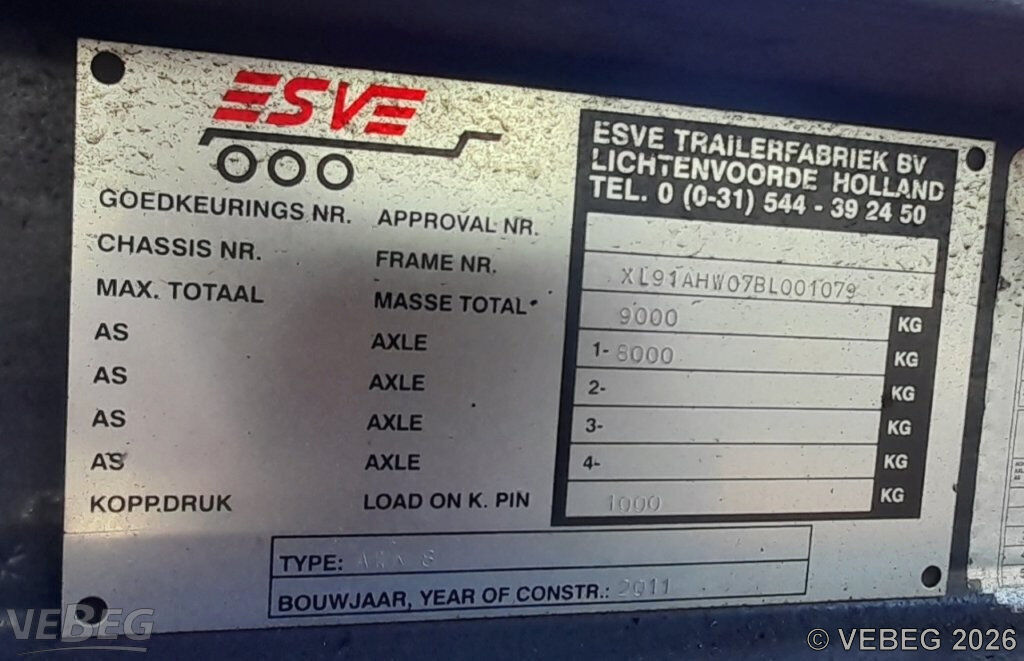 ESVE
ESVE TRAILERFABRIEK BV
LICHTENVOORDE HOLLAND
TEL. 0 (0-31) 544 - 39 24 50
GOEDKEURINGS NR. APPROVAL NR.
CHASSIS NR. FRAME NR. XL91AHW07BL001079
MAX. TOTAAL MASSE TOTAL 9000 KG
AS AXLE 1- 8000 KG
AS AXLE 2- KG
AS AXLE 3- KG
AS AXLE 4- KG
KOPP.DRUK LOAD ON K. PIN 1000 KG
TYPE: 8
BOUWJAAR, YEAR OF CONSTR.: 2011
VEBEG
© VEBEG 2026